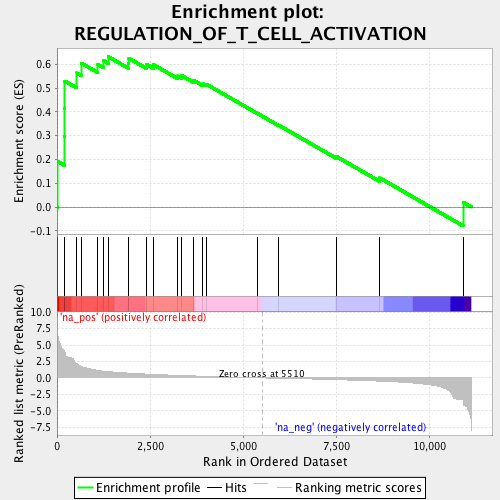 Enrichment plot:
REGULATION_OF_T_CELL_ACTIVATION
Enrichment score (ES)
0.6
0.5
0.4
0.3
0.2
0.1
0.0
-0.1
'na_pos' (positively correlated)
Ranked list metric (PreRanked)
10.0
7.5
5.0
2.5
0.0
-2.5
-5.0
-7.5
Zero cross at 5510
'na_neg' (negatively correlated)
0 2,500 5,000 7,500 10,000
Rank in Ordered Dataset
Enrichment profile Hits Ranking metric scores